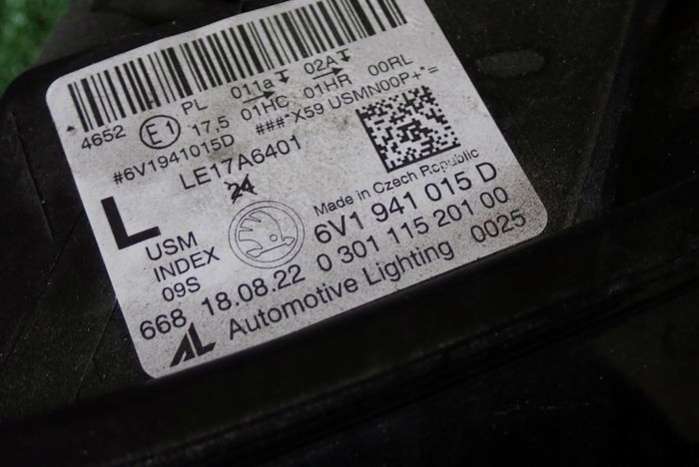 4652 E1 PL 011a 02A 00RL
17,5 01HC 01HR
#6V1941015D ###*X59 USMN00P+*=
LE17A6401
24
L
USM
INDEX
09S
Made in Czech Republic
6V1 941 015 D
668 18.08.22 0 301 115 201 00
AL Automotive Lighting 0025